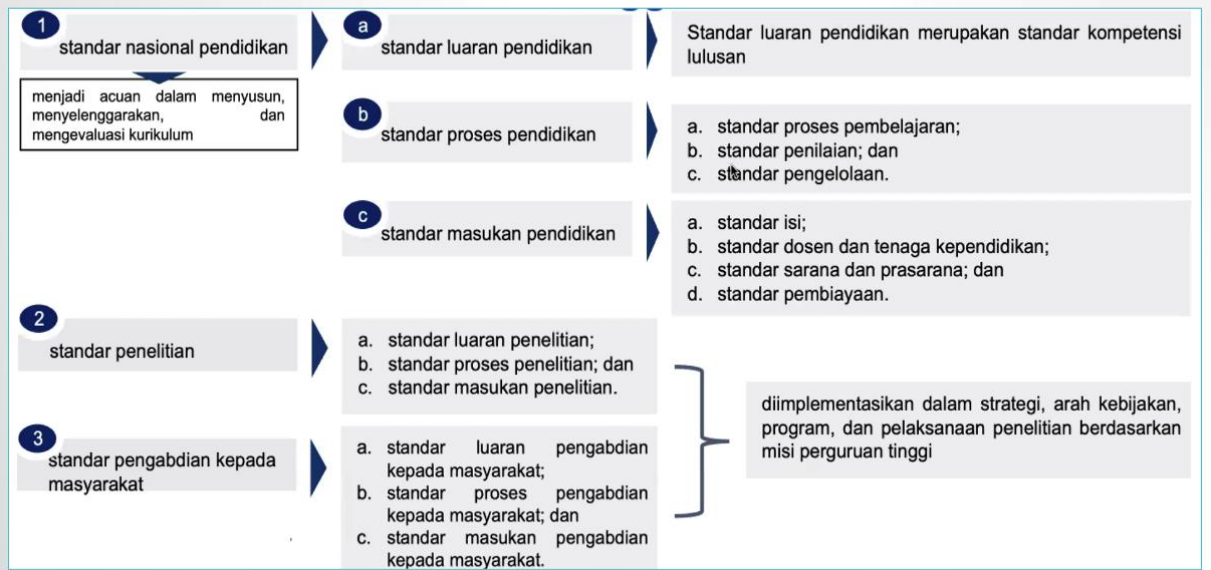 1
standar nasional pendidikan
menjadi acuan dalam menyusun,
menyelenggarakan, dan
mengevaluasi kurikulum
a
standar luaran pendidikan
Standar luaran pendidikan merupakan standar kompetensi
lulusan
b
standar proses pendidikan
a. standar proses pembelajaran;
b. standar penilaian; dan
c. standar pengelolaan.
c
standar masukan pendidikan
a. standar isi;
b. standar dosen dan tenaga kependidikan;
c. standar sarana dan prasarana; dan
d. standar pembiayaan.
2
standar penelitian
a. standar luaran penelitian;
b. standar proses penelitian; dan
c. standar masukan penelitian.
3
standar pengabdian kepada
masyarakat
a. standar luaran pengabdian
kepada masyarakat;
b. standar proses pengabdian
kepada masyarakat; dan
c. standar masukan pengabdian
kepada masyarakat.
diimplementasikan dalam strategi, arah kebijakan,
program, dan pelaksanaan penelitian berdasarkan
misi perguruan tinggi